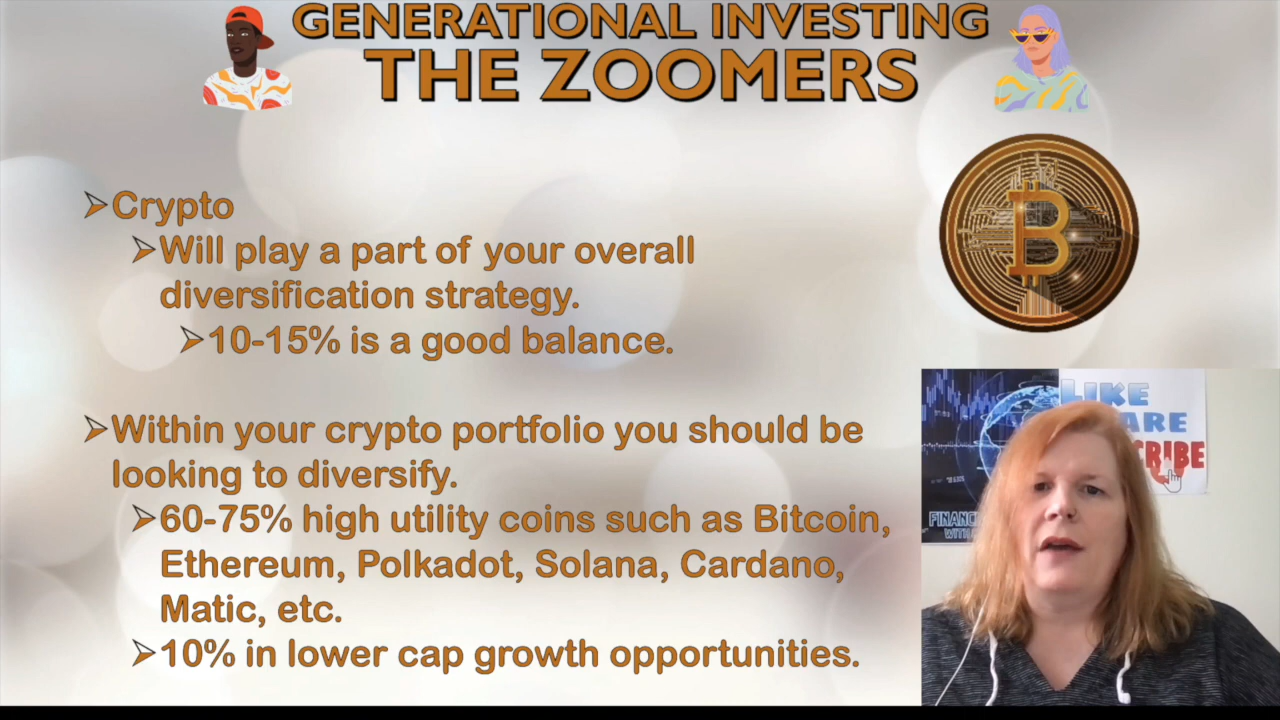 GENERATIONAL INVESTING
THE ZOOMERS
Crypto
Will play a part of your overall
diversification strategy.
10-15% is a good balance.
Within your crypto portfolio you should be
looking to diversify.
60-75% high utility coins such as Bitcoin,
Ethereum, Polkadot, Solana, Cardano,
Matic, etc.
10% in lower cap growth opportunities.
LIKE